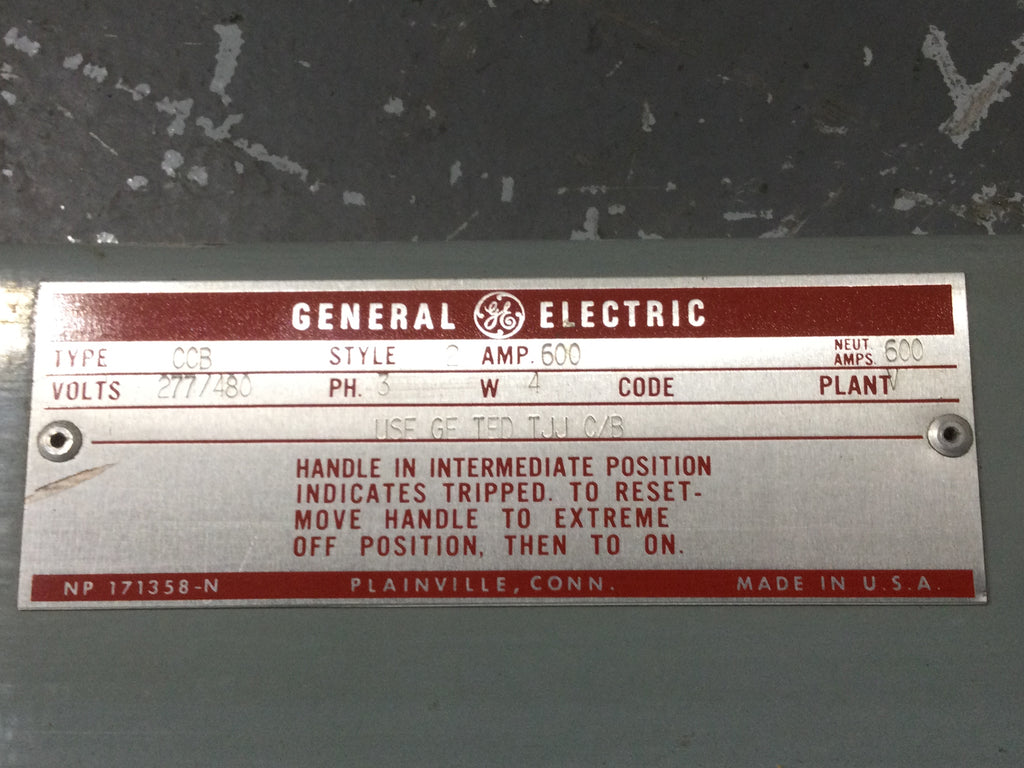 GENERAL GE ELECTRIC
TYPE CCB STYLE 2 AMP. 600 NEUT. AMPS. 600
VOLTS 277/480 PH. 3 W 4 CODE PLANT V
USE GE TED TJJ C/B
HANDLE IN INTERMEDIATE POSITION
INDICATES TRIPPED. TO RESET-
MOVE HANDLE TO EXTREME
OFF POSITION, THEN TO ON.
NP 171358-N PLAINVILLE, CONN. MADE IN U.S.A.